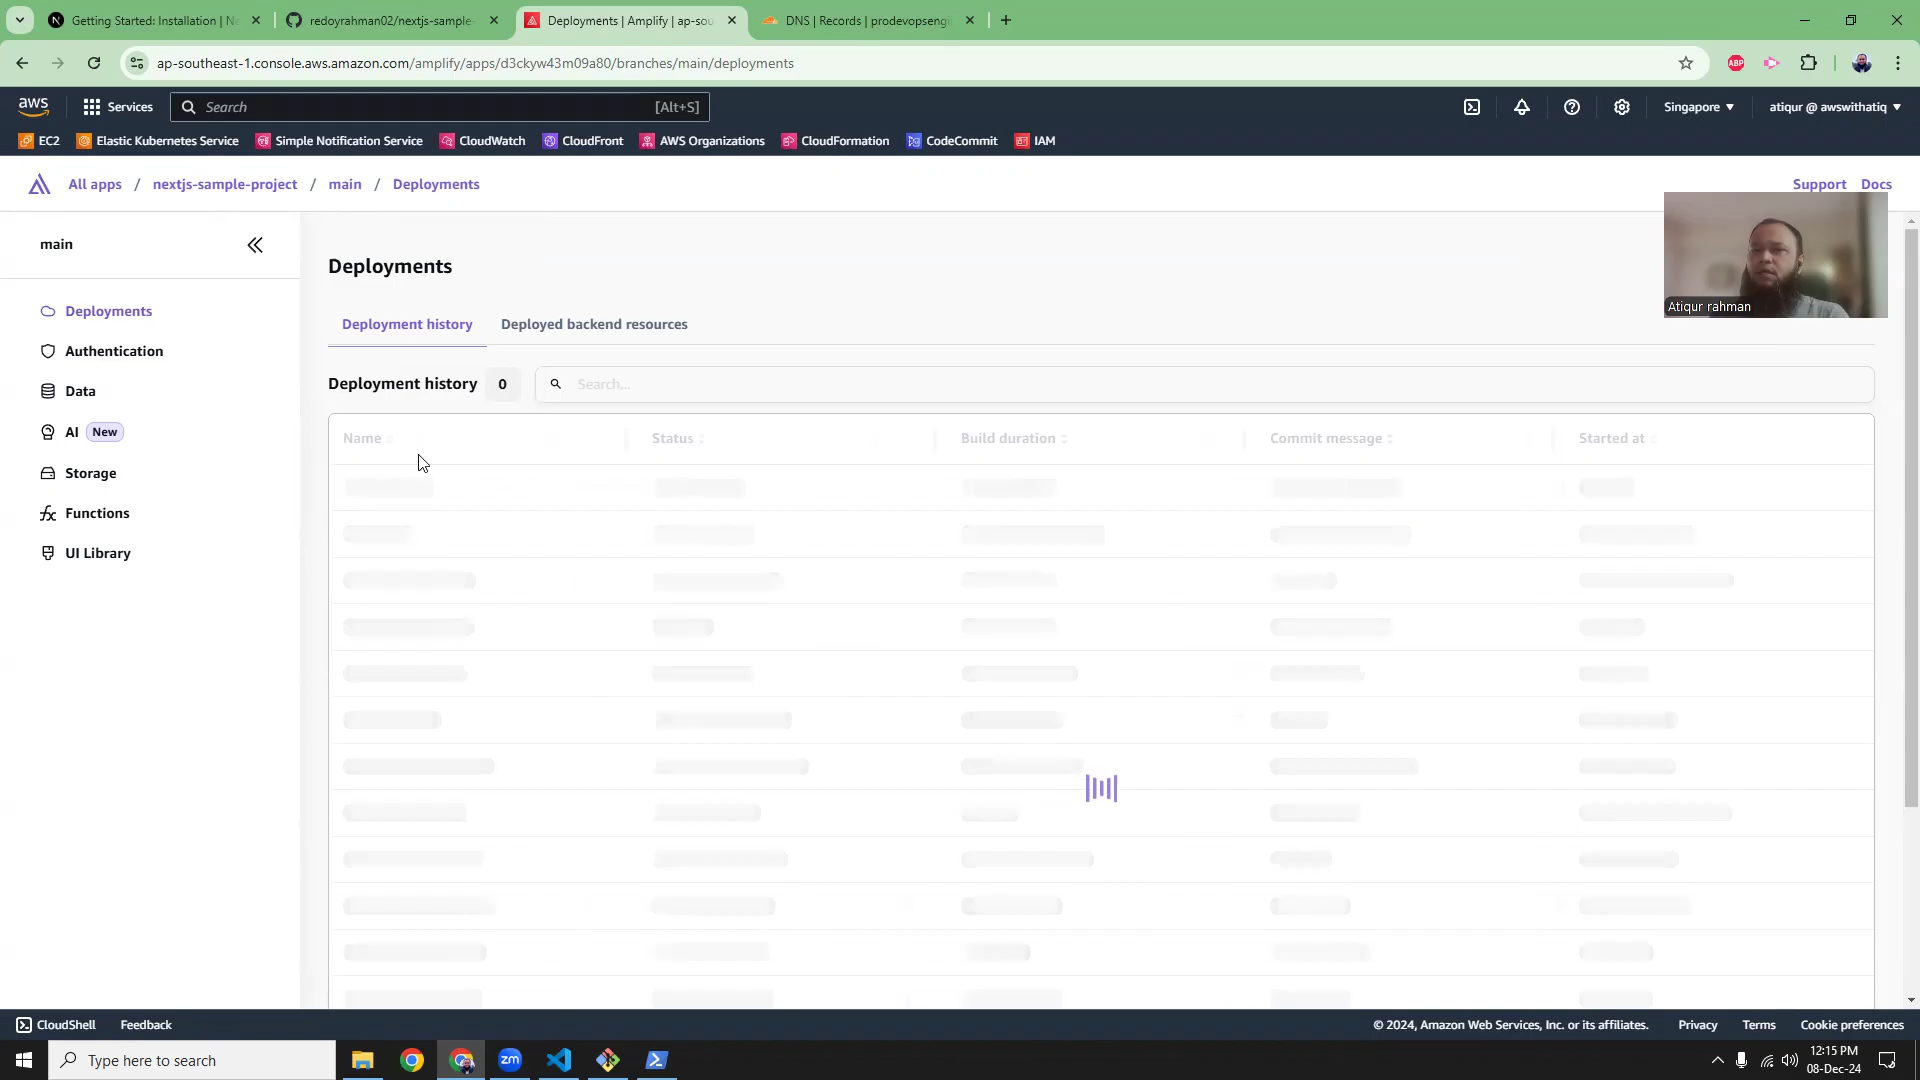 Getting Started: Installation | Ne
redoyrahman02/nextjs-sample-
Deployments | Amplify | ap-sou
DNS | Records | prodevopsengi
ap-southeast-1.console.aws.amazon.com/amplify/apps/d3ckyw43m09a80/branches/main/deployments
ABP
aws
Services
Search
[Alt+S]
Singapore
atiqur @ awswithatiq
EC2
Elastic Kubernetes Service
Simple Notification Service
CloudWatch
CloudFront
AWS Organizations
CloudFormation
CodeCommit
IAM
All apps / nextjs-sample-project / main / Deployments
Support
Docs
main
Deployments
Authentication
Data
AI New
Storage
Functions
UI Library
Deployments
Atiqur rahman
Deployment history
Deployed backend resources
Deployment history 0
Search...
Name
Status
Build duration
Commit message
Started at
CloudShell
Feedback
© 2024, Amazon Web Services, Inc. or its affiliates.
Privacy
Terms
Cookie preferences
Type here to search
zm
12:15 PM
08-Dec-24